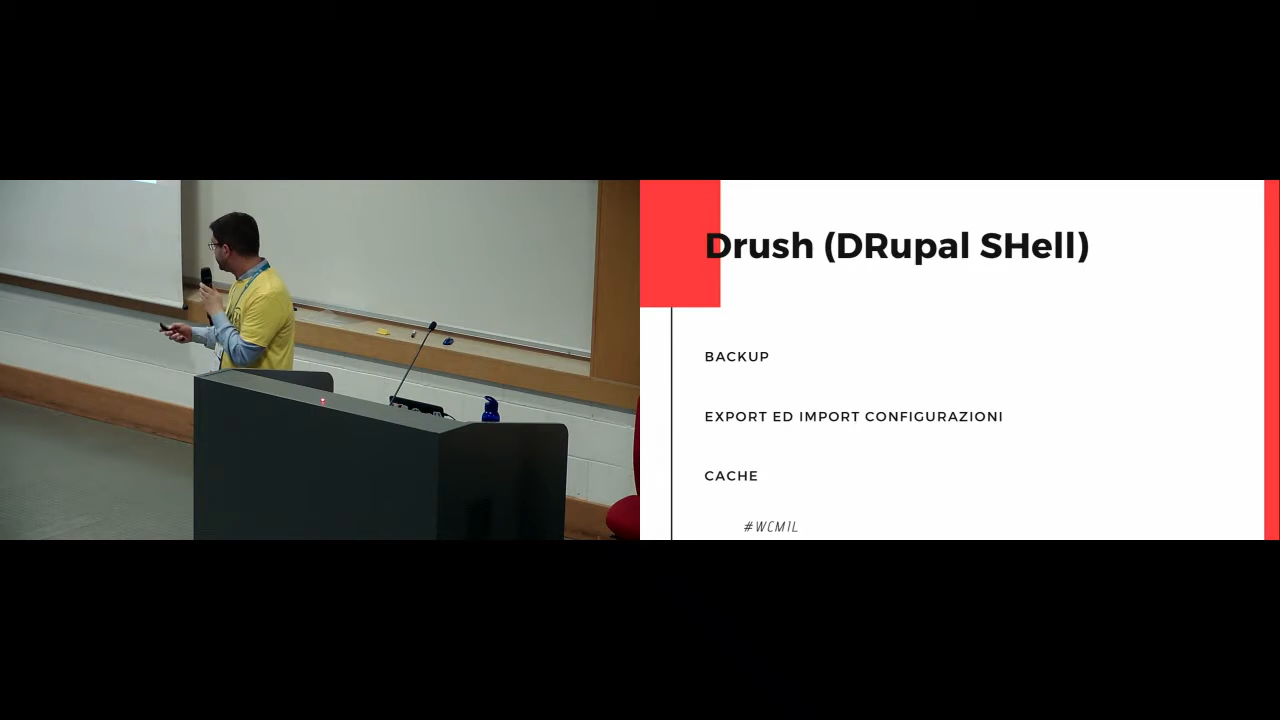 Drush (DRupal SHell)
BACKUP
EXPORT ED IMPORT CONFIGURAZIONI
CACHE
#WCMIL